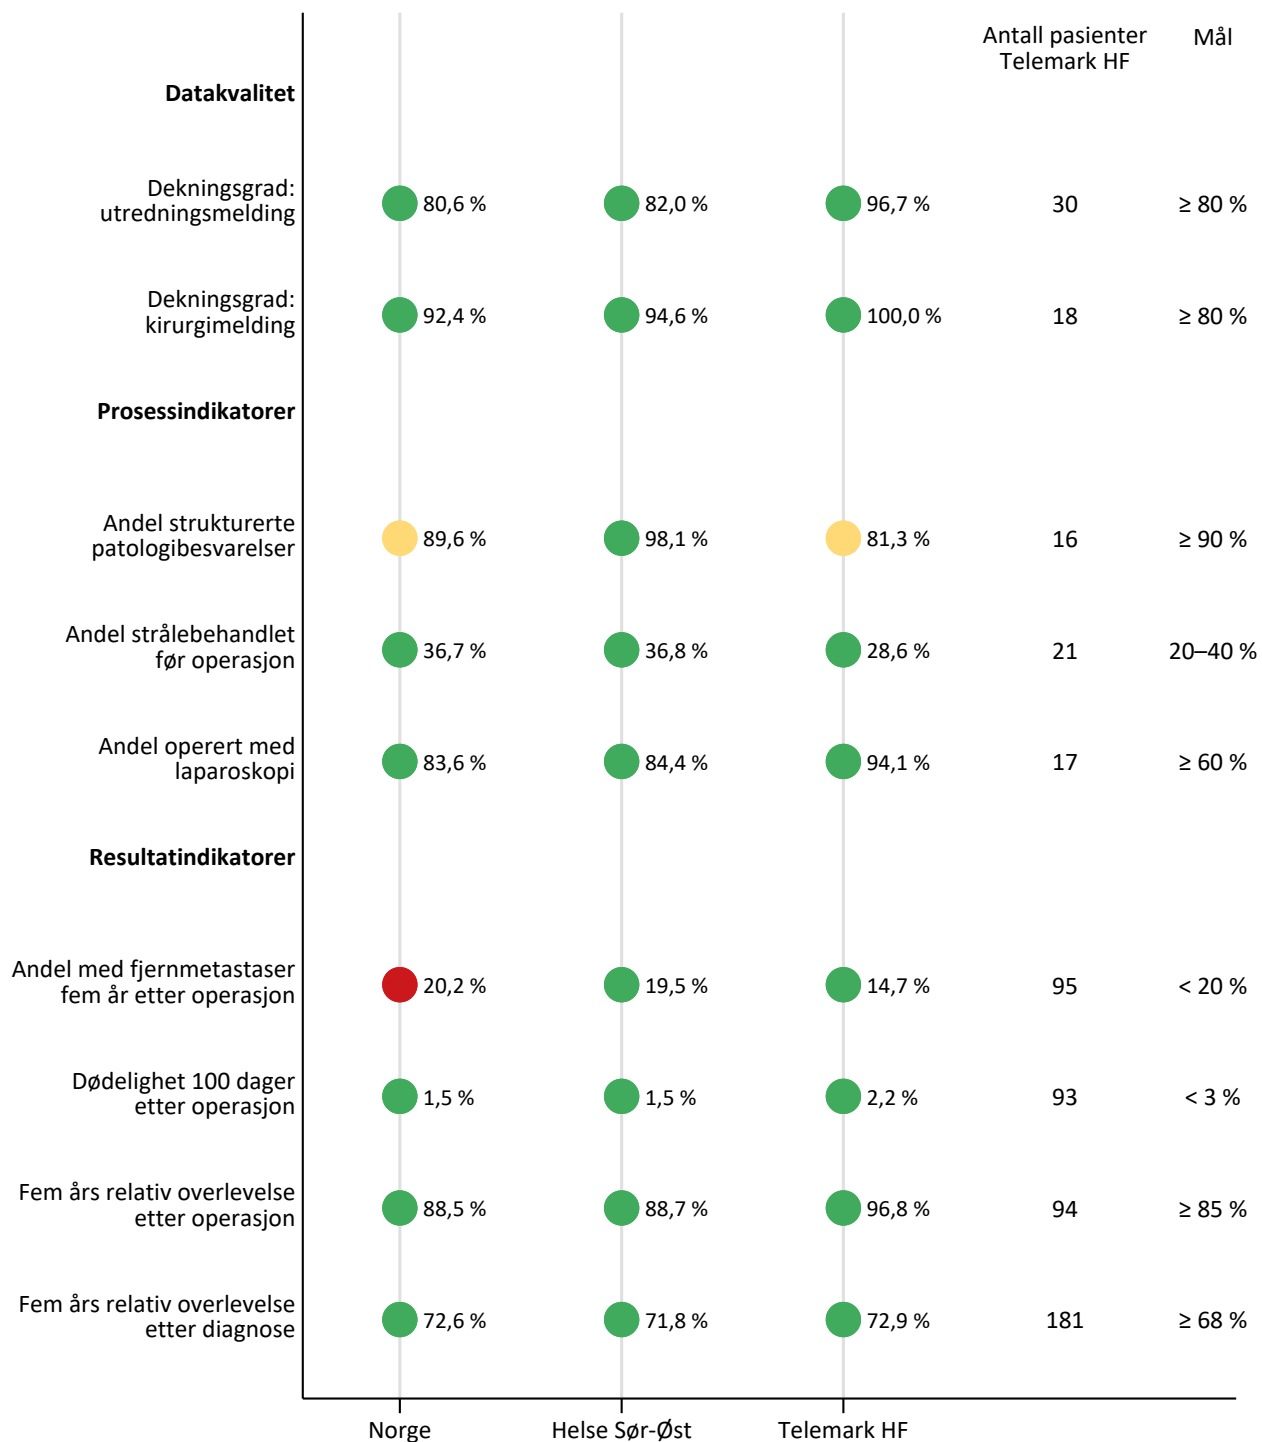 Antall pasienter
Telemark HF
Mål
Datakvalitet
Dekningsgrad:
utredningsmelding
80,6 %
82,0 %
96,7 %
30
≥ 80 %
Dekningsgrad:
kirurgimelding
92,4 %
94,6 %
100,0 %
18
≥ 80 %
Prosessindikatorer
Andel strukturerte
patologibesvarelser
89,6 %
98,1 %
81,3 %
16
≥ 90 %
Andel strålebehandlet
før operasjon
36,7 %
36,8 %
28,6 %
21
20–40 %
Andel operert med
laparoskopi
83,6 %
84,4 %
94,1 %
17
≥ 60 %
Resultatindikatorer
Andel med fjernmetastaser
fem år etter operasjon
20,2 %
19,5 %
14,7 %
95
< 20 %
Dødelighet 100 dager
etter operasjon
1,5 %
1,5 %
2,2 %
93
< 3 %
Fem års relativ overlevelse
etter operasjon
88,5 %
88,7 %
96,8 %
94
≥ 85 %
Fem års relativ overlevelse
etter diagnose
72,6 %
71,8 %
72,9 %
181
≥ 68 %
Norge
Helse Sør-Øst
Telemark HF